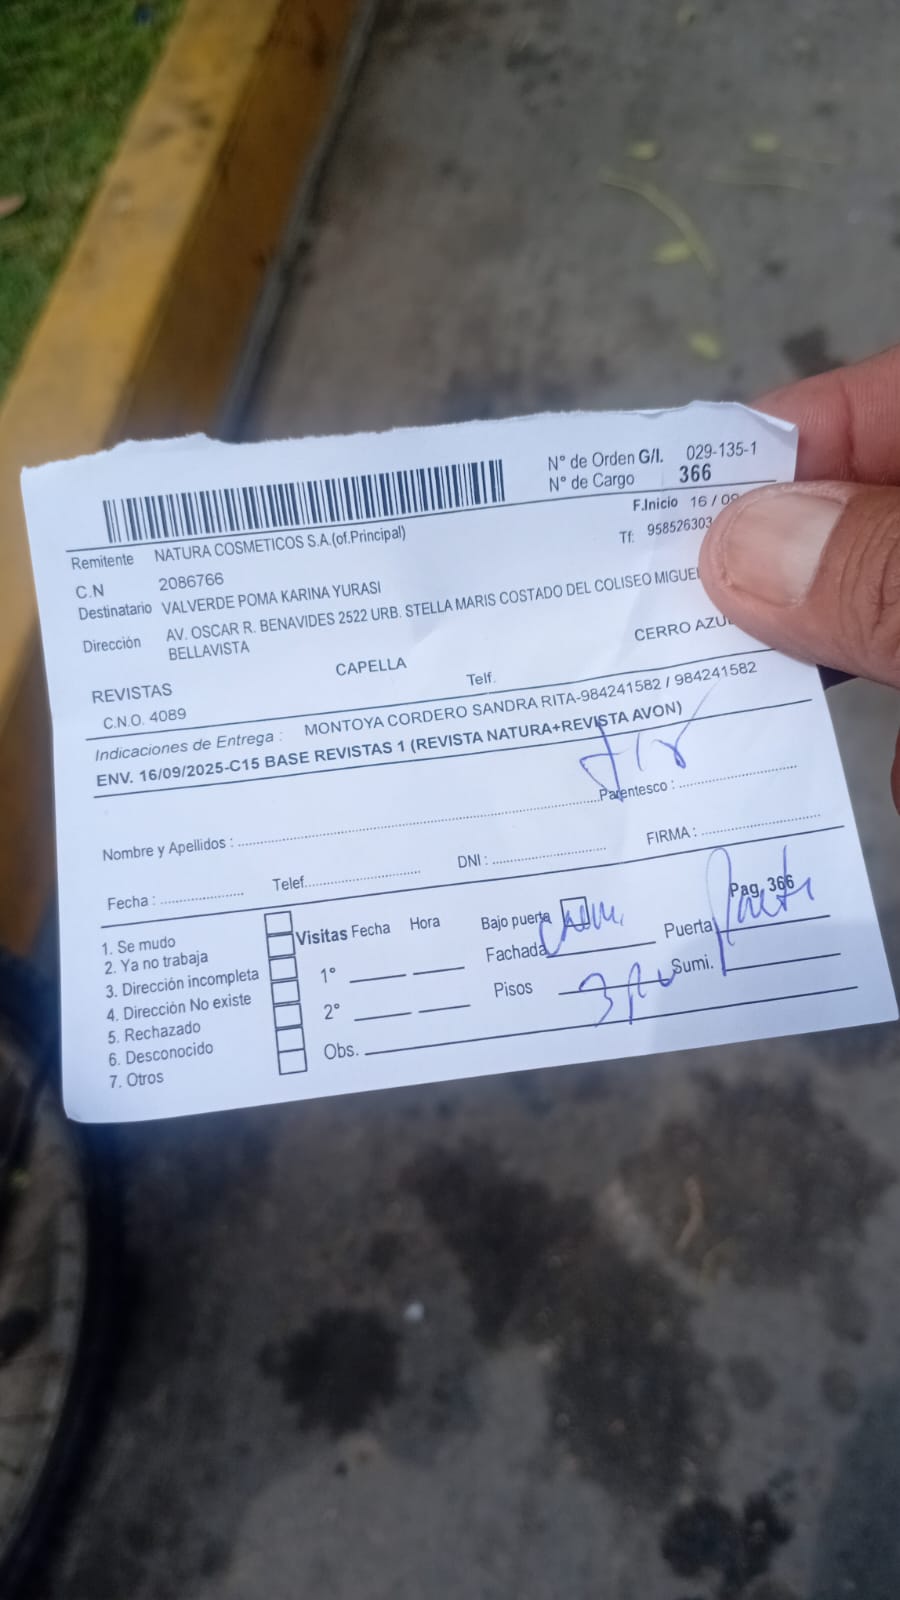 N° de Orden G/I. 029-135-1
N° de Cargo 366
F.Inicio 16 / 09
Remitente NATURA COSMETICOS S.A.(of.Principal)
Tf: 958526303
C.N 2086766
Destinatario VALVERDE POMA KARINA YURASI
Dirección AV. OSCAR R. BENAVIDES 2522 URB. STELLA MARIS COSTADO DEL COLISEO MIGUEL
BELLAVISTA
CERRO AZUL
REVISTAS CAPELLA Telf.
C.N.O. 4089
Indicaciones de Entrega : MONTOYA CORDERO SANDRA RITA-984241582 / 984241582
ENV. 16/09/2025-C15 BASE REVISTAS 1 (REVISTA NATURA+REVISTA AVON)
Nombre y Apellidos : Parentesco :
Fecha : Telef. DNI : FIRMA :
Pag. 366
1. Se mudo
2. Ya no trabaja
3. Dirección incompleta
4. Dirección No existe
5. Rechazado
6. Desconocido
7. Otros
Visitas Fecha Hora
1°
2°
Obs.
Bajo puerta
Fachada Puerta
Pisos 3 Sumi.